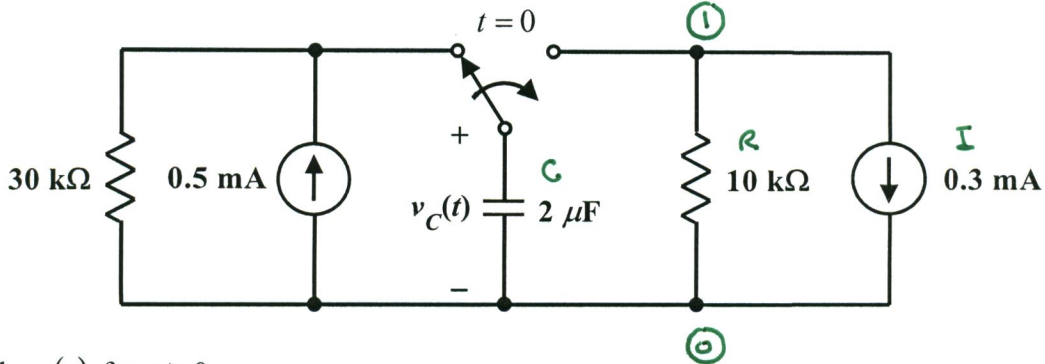 t = 0
1
+
R
I
30 kΩ
0.5 mA
C
10 kΩ
0.3 mA
v_C(t)
2 μF
−
0